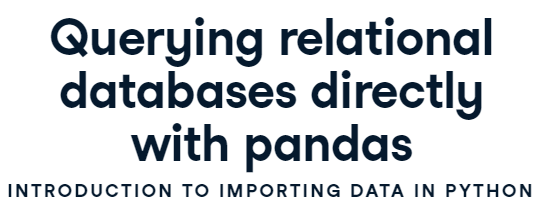 Querying relational
databases directly
with pandas
INTRODUCTION TO IMPORTING DATA IN PYTHON